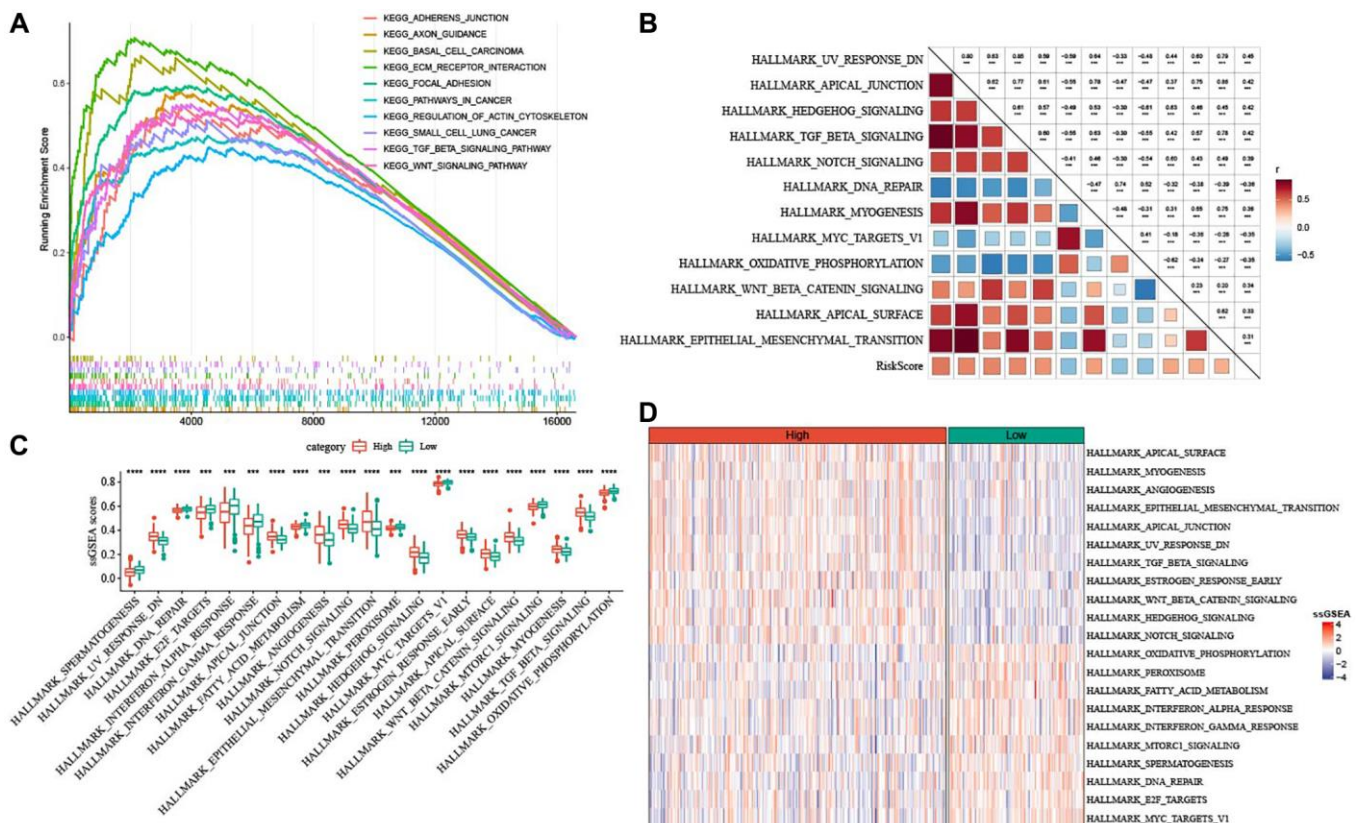 A
KEGG_ADHERENS_JUNCTION
KEGG_AXON_GUIDANCE
KEGG_BASAL_CELL_CARCINOMA
KEGG_ECM_RECEPTOR_INTERACTION
KEGG_FOCAL_ADHESION
KEGG_PATHWAYS_IN_CANCER
KEGG_REGULATION_OF_ACTIN_CYTOSKELETON
KEGG_SMALL_CELL_LUNG_CANCER
KEGG_TGF_BETA_SIGNALING_PATHWAY
KEGG_WNT_SIGNALING_PATHWAY
Running Enrichment Score
0.6
0.4
0.2
0.0
4000 8000 12000 16000
B
HALLMARK_UV_RESPONSE_DN
HALLMARK_APICAL_JUNCTION
HALLMARK_HEDGEHOG_SIGNALING
HALLMARK_TGF_BETA_SIGNALING
HALLMARK_NOTCH_SIGNALING
HALLMARK_DNA_REPAIR
HALLMARK_MYOGENESIS
HALLMARK_MYC_TARGETS_V1
HALLMARK_OXIDATIVE_PHOSPHORYLATION
HALLMARK_WNT_BETA_CATENIN_SIGNALING
HALLMARK_APICAL_SURFACE
HALLMARK_EPITHELIAL_MESENCHYMAL_TRANSITION
RiskScore
r
0.5
0.0
-0.5
C
category High Low
ssGSEA scores
0.8
0.6
0.4
0.2
0.0
HALLMARK_SPERMATOGENESIS
HALLMARK_UV_RESPONSE_DN
HALLMARK_DNA_REPAIR
HALLMARK_E2F_TARGETS
HALLMARK_INTERFERON_ALPHA_RESPONSE
HALLMARK_INTERFERON_GAMMA_RESPONSE
HALLMARK_APICAL_JUNCTION
HALLMARK_FATTY_ACID_METABOLISM
HALLMARK_ANGIOGENESIS
HALLMARK_NOTCH_SIGNALING
HALLMARK_EPITHELIAL_MESENCHYMAL_TRANSITION
HALLMARK_PEROXISOME
HALLMARK_HEDGEHOG_SIGNALING
HALLMARK_MYC_TARGETS_V1
HALLMARK_ESTROGEN_RESPONSE_EARLY
HALLMARK_APICAL_SURFACE
HALLMARK_WNT_BETA_CATENIN_SIGNALING
HALLMARK_MTORC1_SIGNALING
HALLMARK_MYOGENESIS
HALLMARK_TGF_BETA_SIGNALING
HALLMARK_OXIDATIVE_PHOSPHORYLATION
D
High Low
HALLMARK_APICAL_SURFACE
HALLMARK_MYOGENESIS
HALLMARK_ANGIOGENESIS
HALLMARK_EPITHELIAL_MESENCHYMAL_TRANSITION
HALLMARK_APICAL_JUNCTION
HALLMARK_UV_RESPONSE_DN
HALLMARK_TGF_BETA_SIGNALING
HALLMARK_ESTROGEN_RESPONSE_EARLY
HALLMARK_WNT_BETA_CATENIN_SIGNALING
HALLMARK_HEDGEHOG_SIGNALING
HALLMARK_NOTCH_SIGNALING
HALLMARK_OXIDATIVE_PHOSPHORYLATION
HALLMARK_PEROXISOME
HALLMARK_FATTY_ACID_METABOLISM
HALLMARK_INTERFERON_ALPHA_RESPONSE
HALLMARK_INTERFERON_GAMMA_RESPONSE
HALLMARK_MTORC1_SIGNALING
HALLMARK_SPERMATOGENESIS
HALLMARK_DNA_REPAIR
HALLMARK_E2F_TARGETS
HALLMARK_MYC_TARGETS_V1
ssGSEA
4
2
0
-2
-4